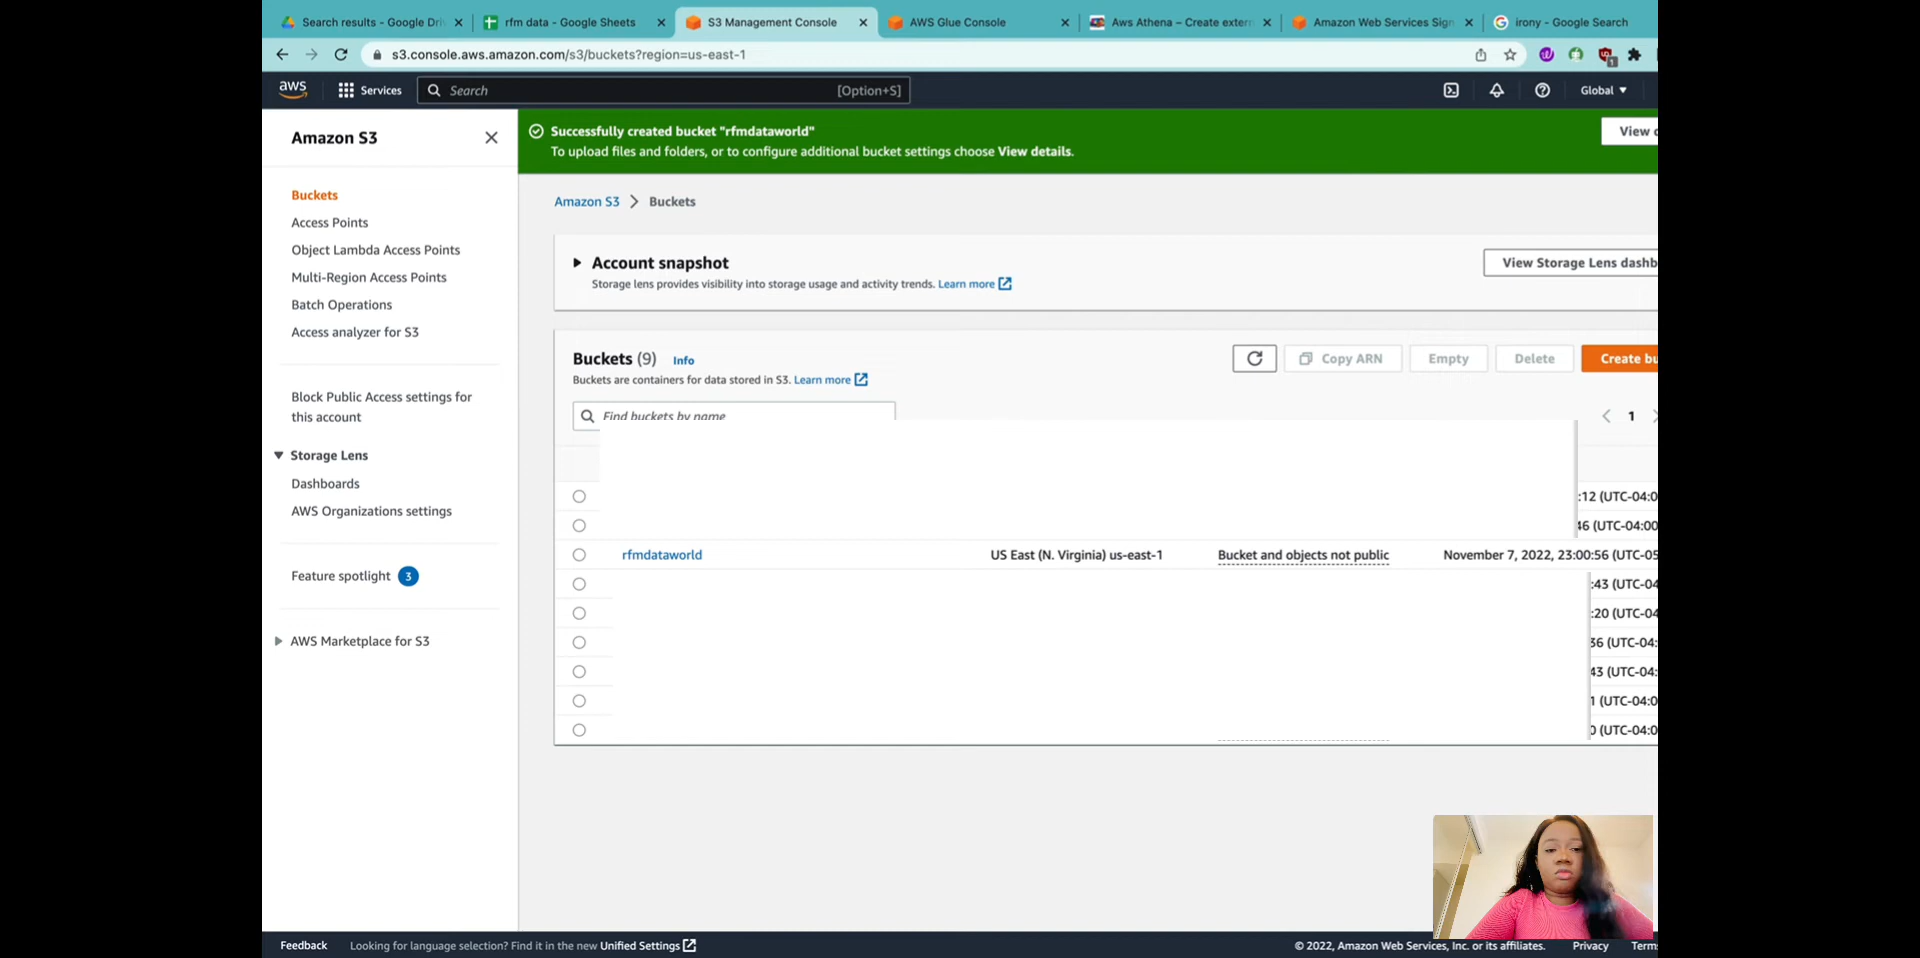 Search results - Google Dri
rfm data - Google Sheets
S3 Management Console
AWS Glue Console
Aws Athena – Create exter
Amazon Web Services Sign
irony - Google Search
s3.console.aws.amazon.com/s3/buckets?region=us-east-1
1
aws
Services
Search
[Option+S]
Global
Amazon S3
Successfully created bucket "rfmdataworld"
To upload files and folders, or to configure additional bucket settings choose View details.
View
Buckets
Access Points
Object Lambda Access Points
Multi-Region Access Points
Batch Operations
Access analyzer for S3
Block Public Access settings for
this account
Storage Lens
Dashboards
AWS Organizations settings
Feature spotlight 3
AWS Marketplace for S3
Amazon S3 > Buckets
Account snapshot
Storage lens provides visibility into storage usage and activity trends. Learn more
View Storage Lens dashb
Buckets (9) Info
Buckets are containers for data stored in S3. Learn more
Copy ARN
Empty
Delete
Create bu
Find buckets by name
1
:12 (UTC-04:0
46 (UTC-04:00
rfmdataworld US East (N. Virginia) us-east-1 Bucket and objects not public November 7, 2022, 23:00:56 (UTC-05
:43 (UTC-04
:20 (UTC-04
36 (UTC-04:
43 (UTC-04:
1 (UTC-04:0
0 (UTC-04:0
Feedback
Looking for language selection? Find it in the new Unified Settings
© 2022, Amazon Web Services, Inc. or its affiliates.
Privacy
Terms